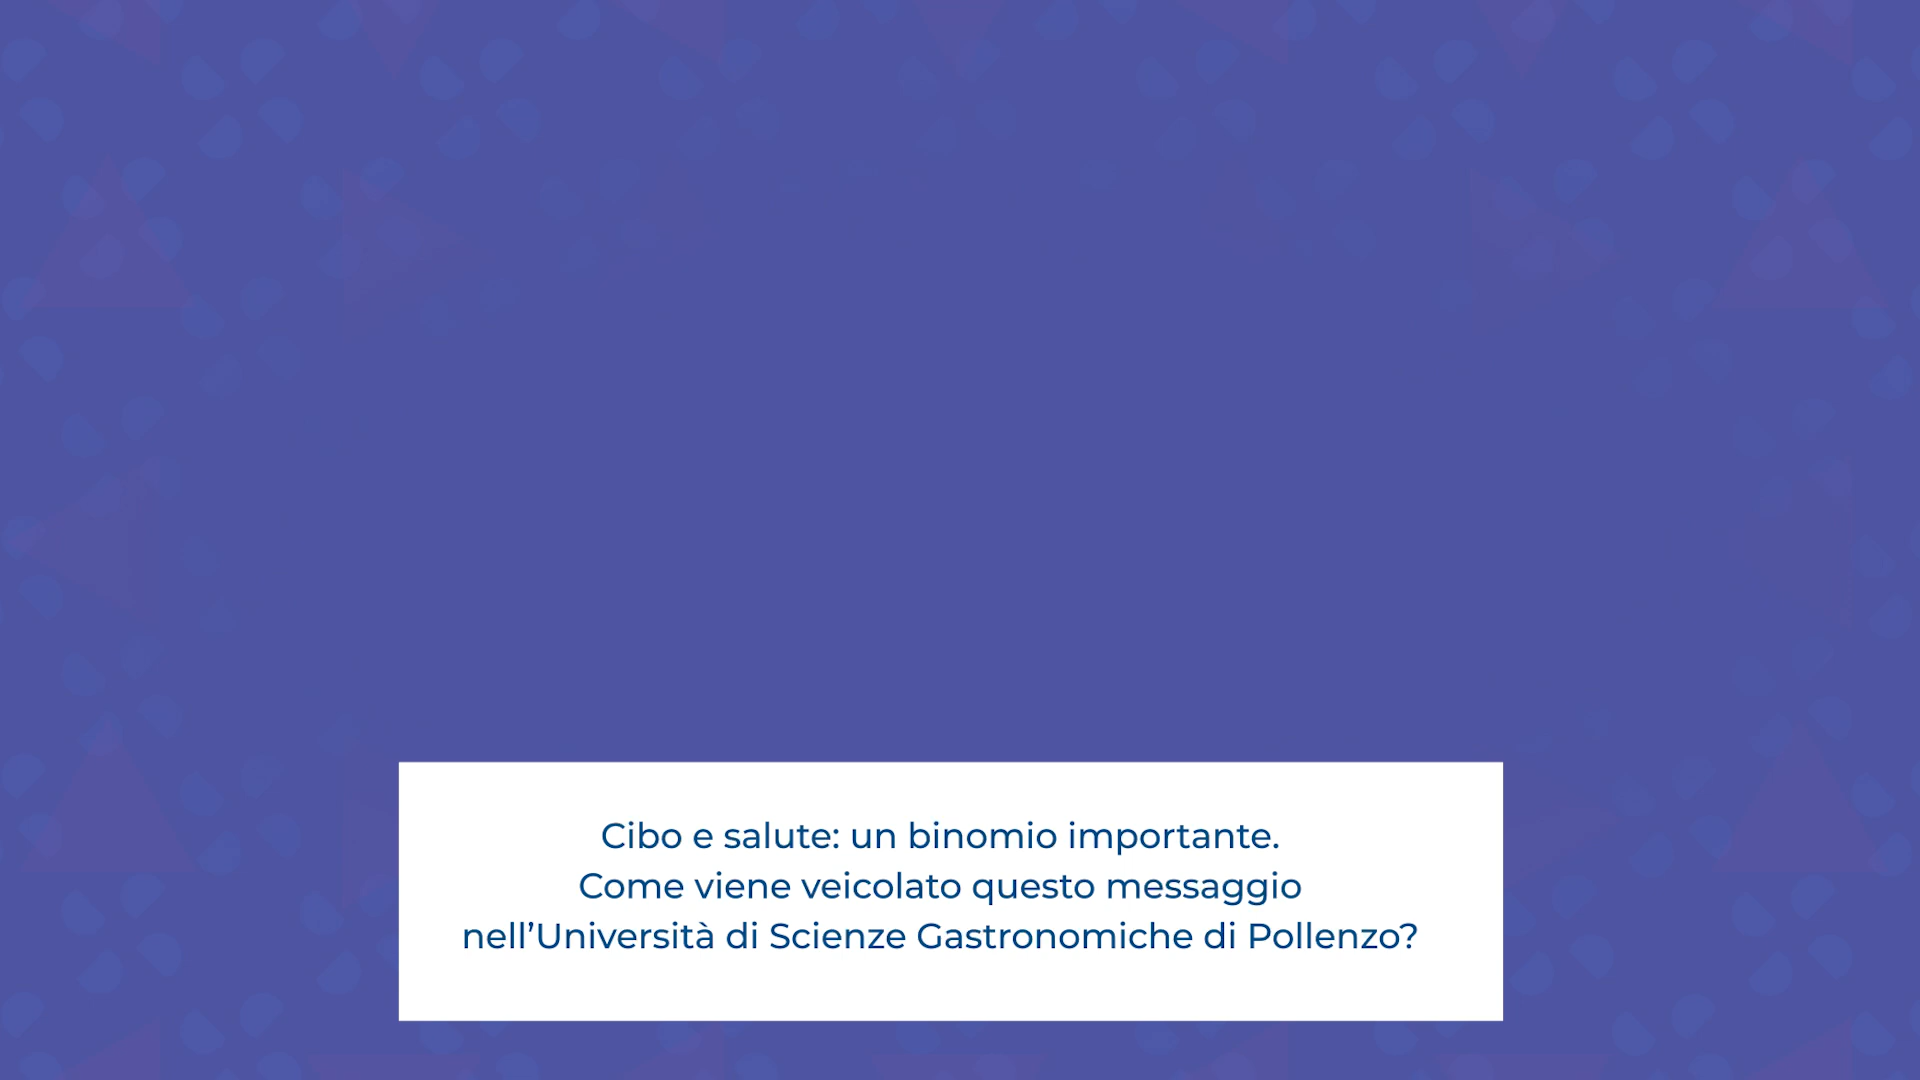 Cibo e salute: un binomio importante.
Come viene veicolato questo messaggio
nell’Università di Scienze Gastronomiche di Pollenzo?